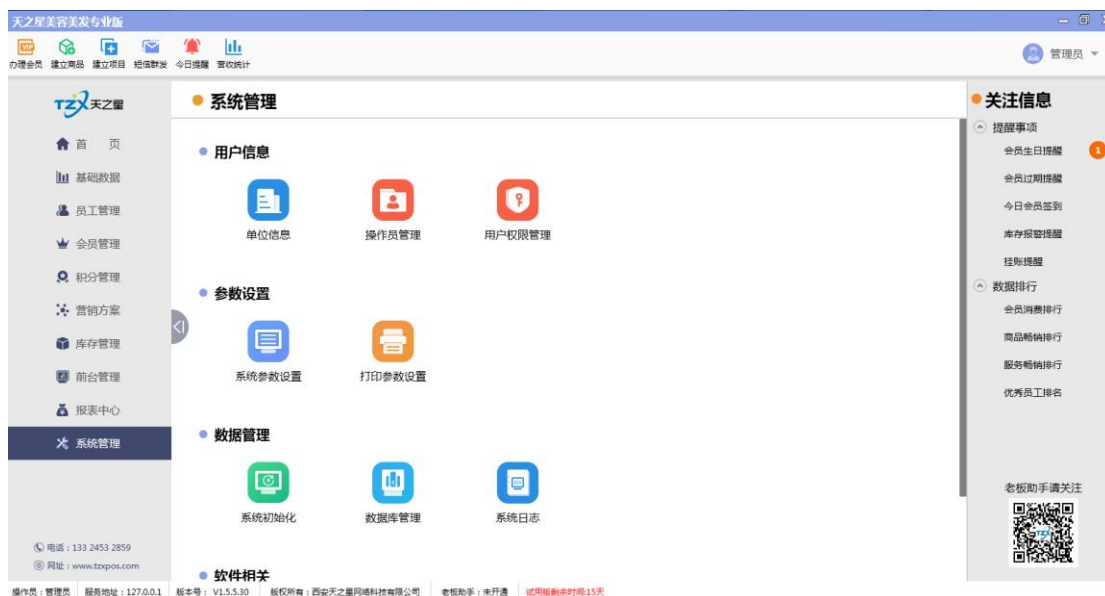 天之星美容美发专业版
办理会员 建立商品 建立项目 短信群发 今日提醒 营收统计
管理员
TZX天之星
首 页
基础数据
员工管理
会员管理
积分管理
营销方案
库存管理
前台管理
报表中心
系统管理
电话：133 2453 2859
网址：www.tzxpos.com
系统管理
用户信息
单位信息 操作员管理 用户权限管理
参数设置
系统参数设置 打印参数设置
数据管理
系统初始化 数据库管理 系统日志
软件相关
关注信息
提醒事项
会员生日提醒 1
会员过期提醒
今日会员签到
库存报警提醒
挂账提醒
数据排行
会员消费排行
商品畅销排行
服务畅销排行
优秀员工排名
老板助手请关注
TZX
操作员：管理员 服务地址：127.0.0.1 版本号： V1.5.5.30 版权所有：西安天之星网络科技有限公司 老板助手：未开通 试用版剩余时间:15天